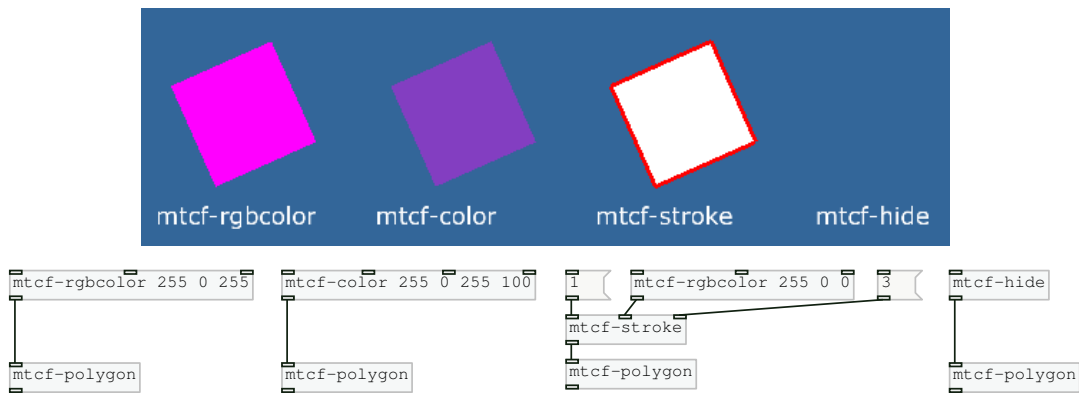 mtcf-rgbcolor mtcf-color mtcf-stroke mtcf-hide
mtcf-rgbcolor 255 0 255 mtcf-color 255 0 255 100 1 mtcf-rgbcolor 255 0 0 3 mtcf-hide
mtcf-stroke
mtcf-polygon mtcf-polygon mtcf-polygon mtcf-polygon